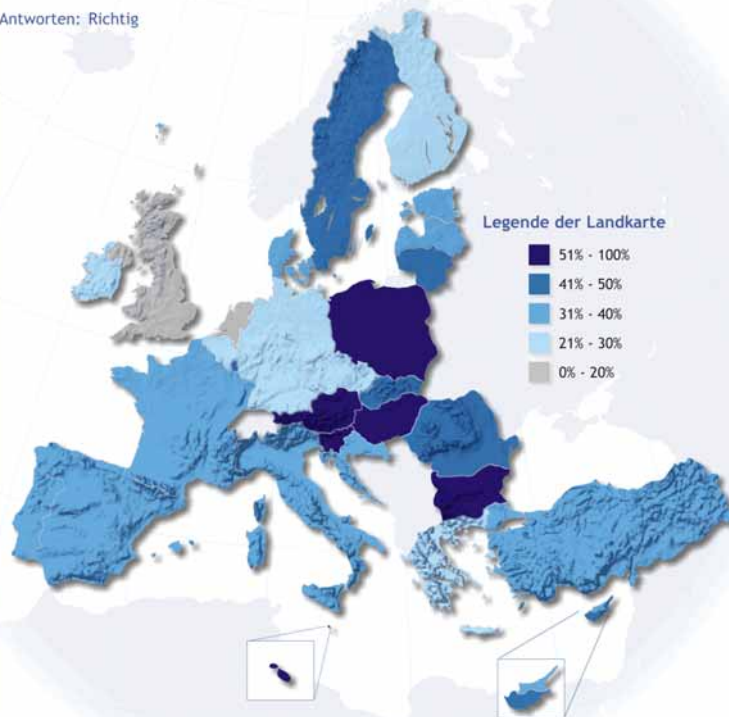 Antworten: Richtig
Legende der Landkarte
51% - 100%
41% - 50%
31% - 40%
21% - 30%
0% - 20%